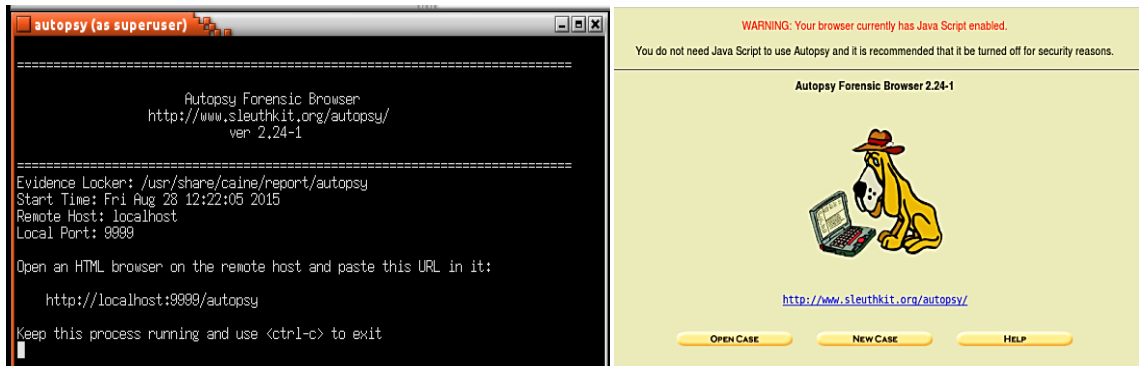 autopsy (as superuser)
==========================================================================
Autopsy Forensic Browser
http://www.sleuthkit.org/autopsy/
ver 2.24-1
==========================================================================
Evidence Locker: /usr/share/caine/report/autopsy
Start Time: Fri Aug 28 12:22:05 2015
Remote Host: localhost
Local Port: 9999
Open an HTML browser on the remote host and paste this URL in it:
http://localhost:9999/autopsy
Keep this process running and use <ctrl-c> to exit
WARNING: Your browser currently has Java Script enabled.
You do not need Java Script to use Autopsy and it is recommended that it be turned off for security reasons.
Autopsy Forensic Browser 2.24-1
http://www.sleuthkit.org/autopsy/
OPEN CASE NEW CASE HELP